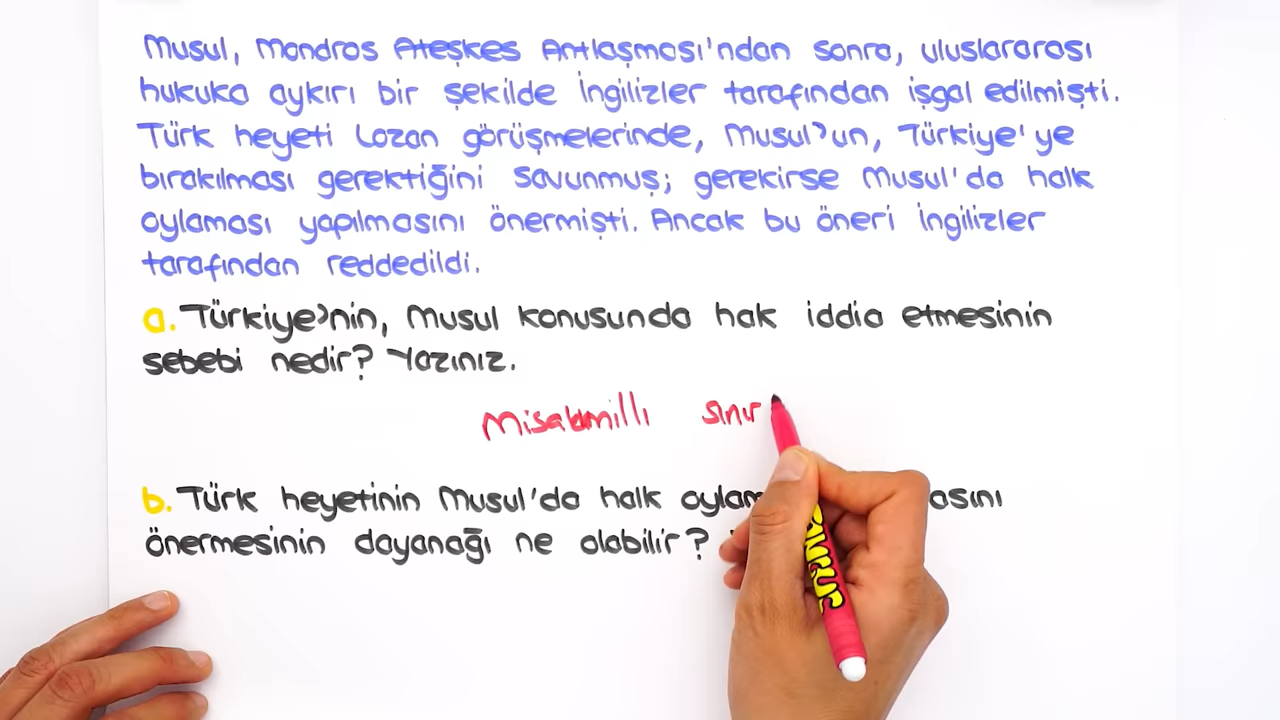 Musul, Mondros Ateşkes Antlaşması'ndan sonra, uluslararası
hukuka aykırı bir şekilde İngilizler tarafından işgal edilmişti.
Türk heyeti Lozan görüşmelerinde, Musul'un, Türkiye'ye
bırakılması gerektiğini savunmuş; gerekirse Musul'da halk
oylaması yapılmasını önermişti. Ancak bu öneri İngilizler
tarafından reddedildi.
a. Türkiye'nin, Musul konusunda hak iddia etmesinin
sebebi nedir? Yazınız.
Misakımilli sınır
b. Türk heyetinin Musul'da halk
önermesinin dayanağı ne olabilir?